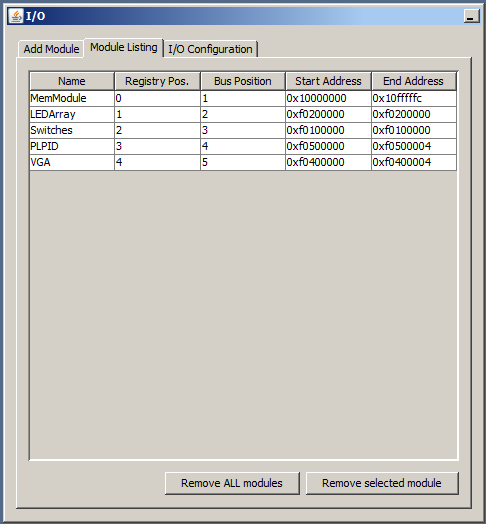 I/O
Add Module Module Listing I/O Configuration
Name Registry Pos. Bus Position Start Address End Address
MemModule 0 1 0x10000000 0x10fffffc
LEDArray 1 2 0xf0200000 0xf0200000
Switches 2 3 0xf0100000 0xf0100000
PLPID 3 4 0xf0500000 0xf0500004
VGA 4 5 0xf0400000 0xf0400004
Remove ALL modules Remove selected module